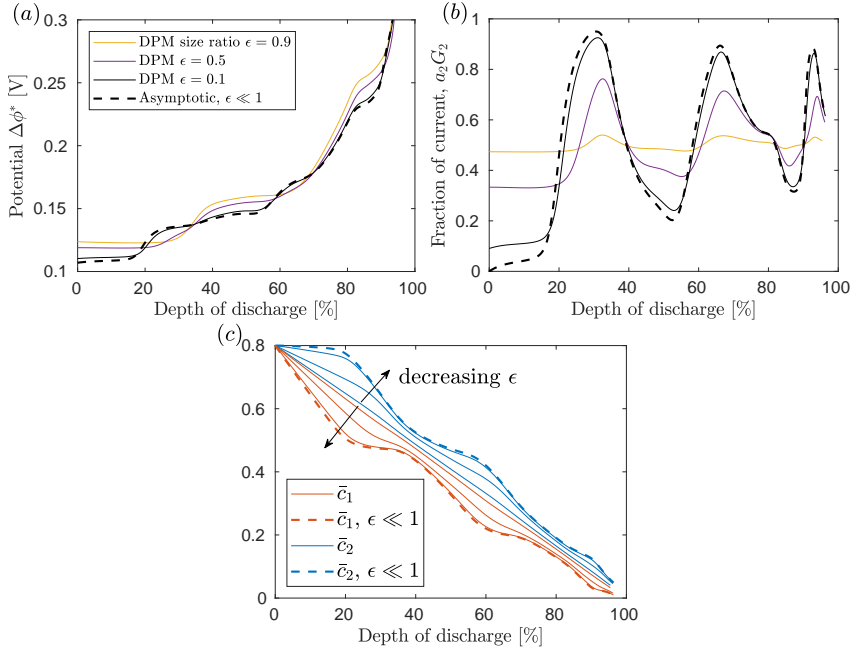 (a)
0.3
0.25
0.2
0.15
0.1
Potential Δϕ* [V]
DPM size ratio ϵ = 0.9
DPM ϵ = 0.5
DPM ϵ = 0.1
Asymptotic, ϵ ≪ 1
0 20 40 60 80 100
Depth of discharge [%]
(b)
1
0.8
0.6
0.4
0.2
0
Fraction of current, a₂G₂
0 20 40 60 80 100
Depth of discharge [%]
(c)
0.8
0.6
0.4
0.2
0
decreasing ϵ
c̄₁
c̄₁, ϵ ≪ 1
c̄₂
c̄₂, ϵ ≪ 1
0 20 40 60 80 100
Depth of discharge [%]